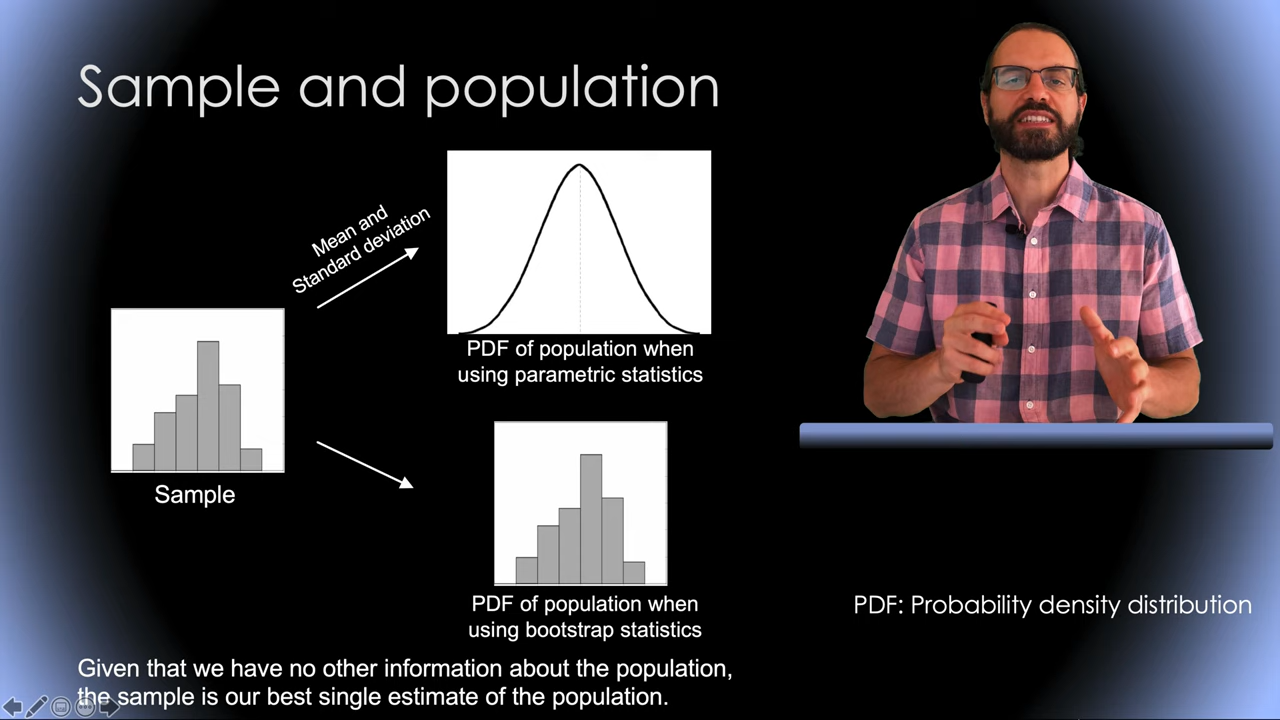 Sample and population
Mean and
Standard deviation
PDF of population when
using parametric statistics
Sample
PDF of population when
using bootstrap statistics
PDF: Probability density distribution
Given that we have no other information about the population,
the sample is our best single estimate of the population.